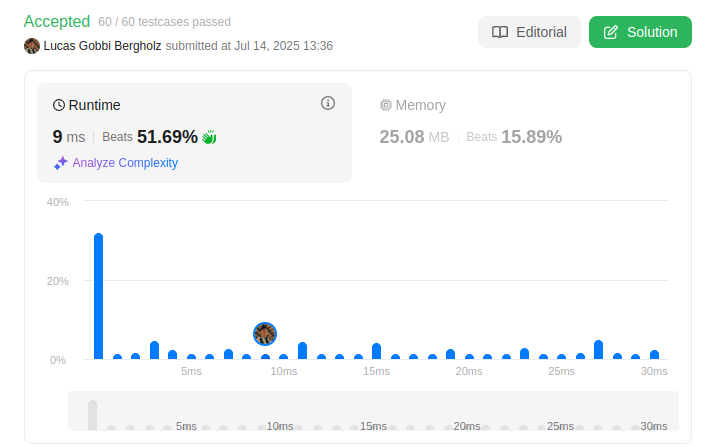 Accepted 60 / 60 testcases passed
Lucas Gobbi Bergholz submitted at Jul 14, 2025 13:36
Editorial
Solution
Runtime
9 ms Beats 51.69%
Analyze Complexity
Memory
25.08 MB Beats 15.89%
40%
20%
0%
5ms 10ms 15ms 20ms 25ms 30ms
5ms 10ms 15ms 20ms 25ms 30ms